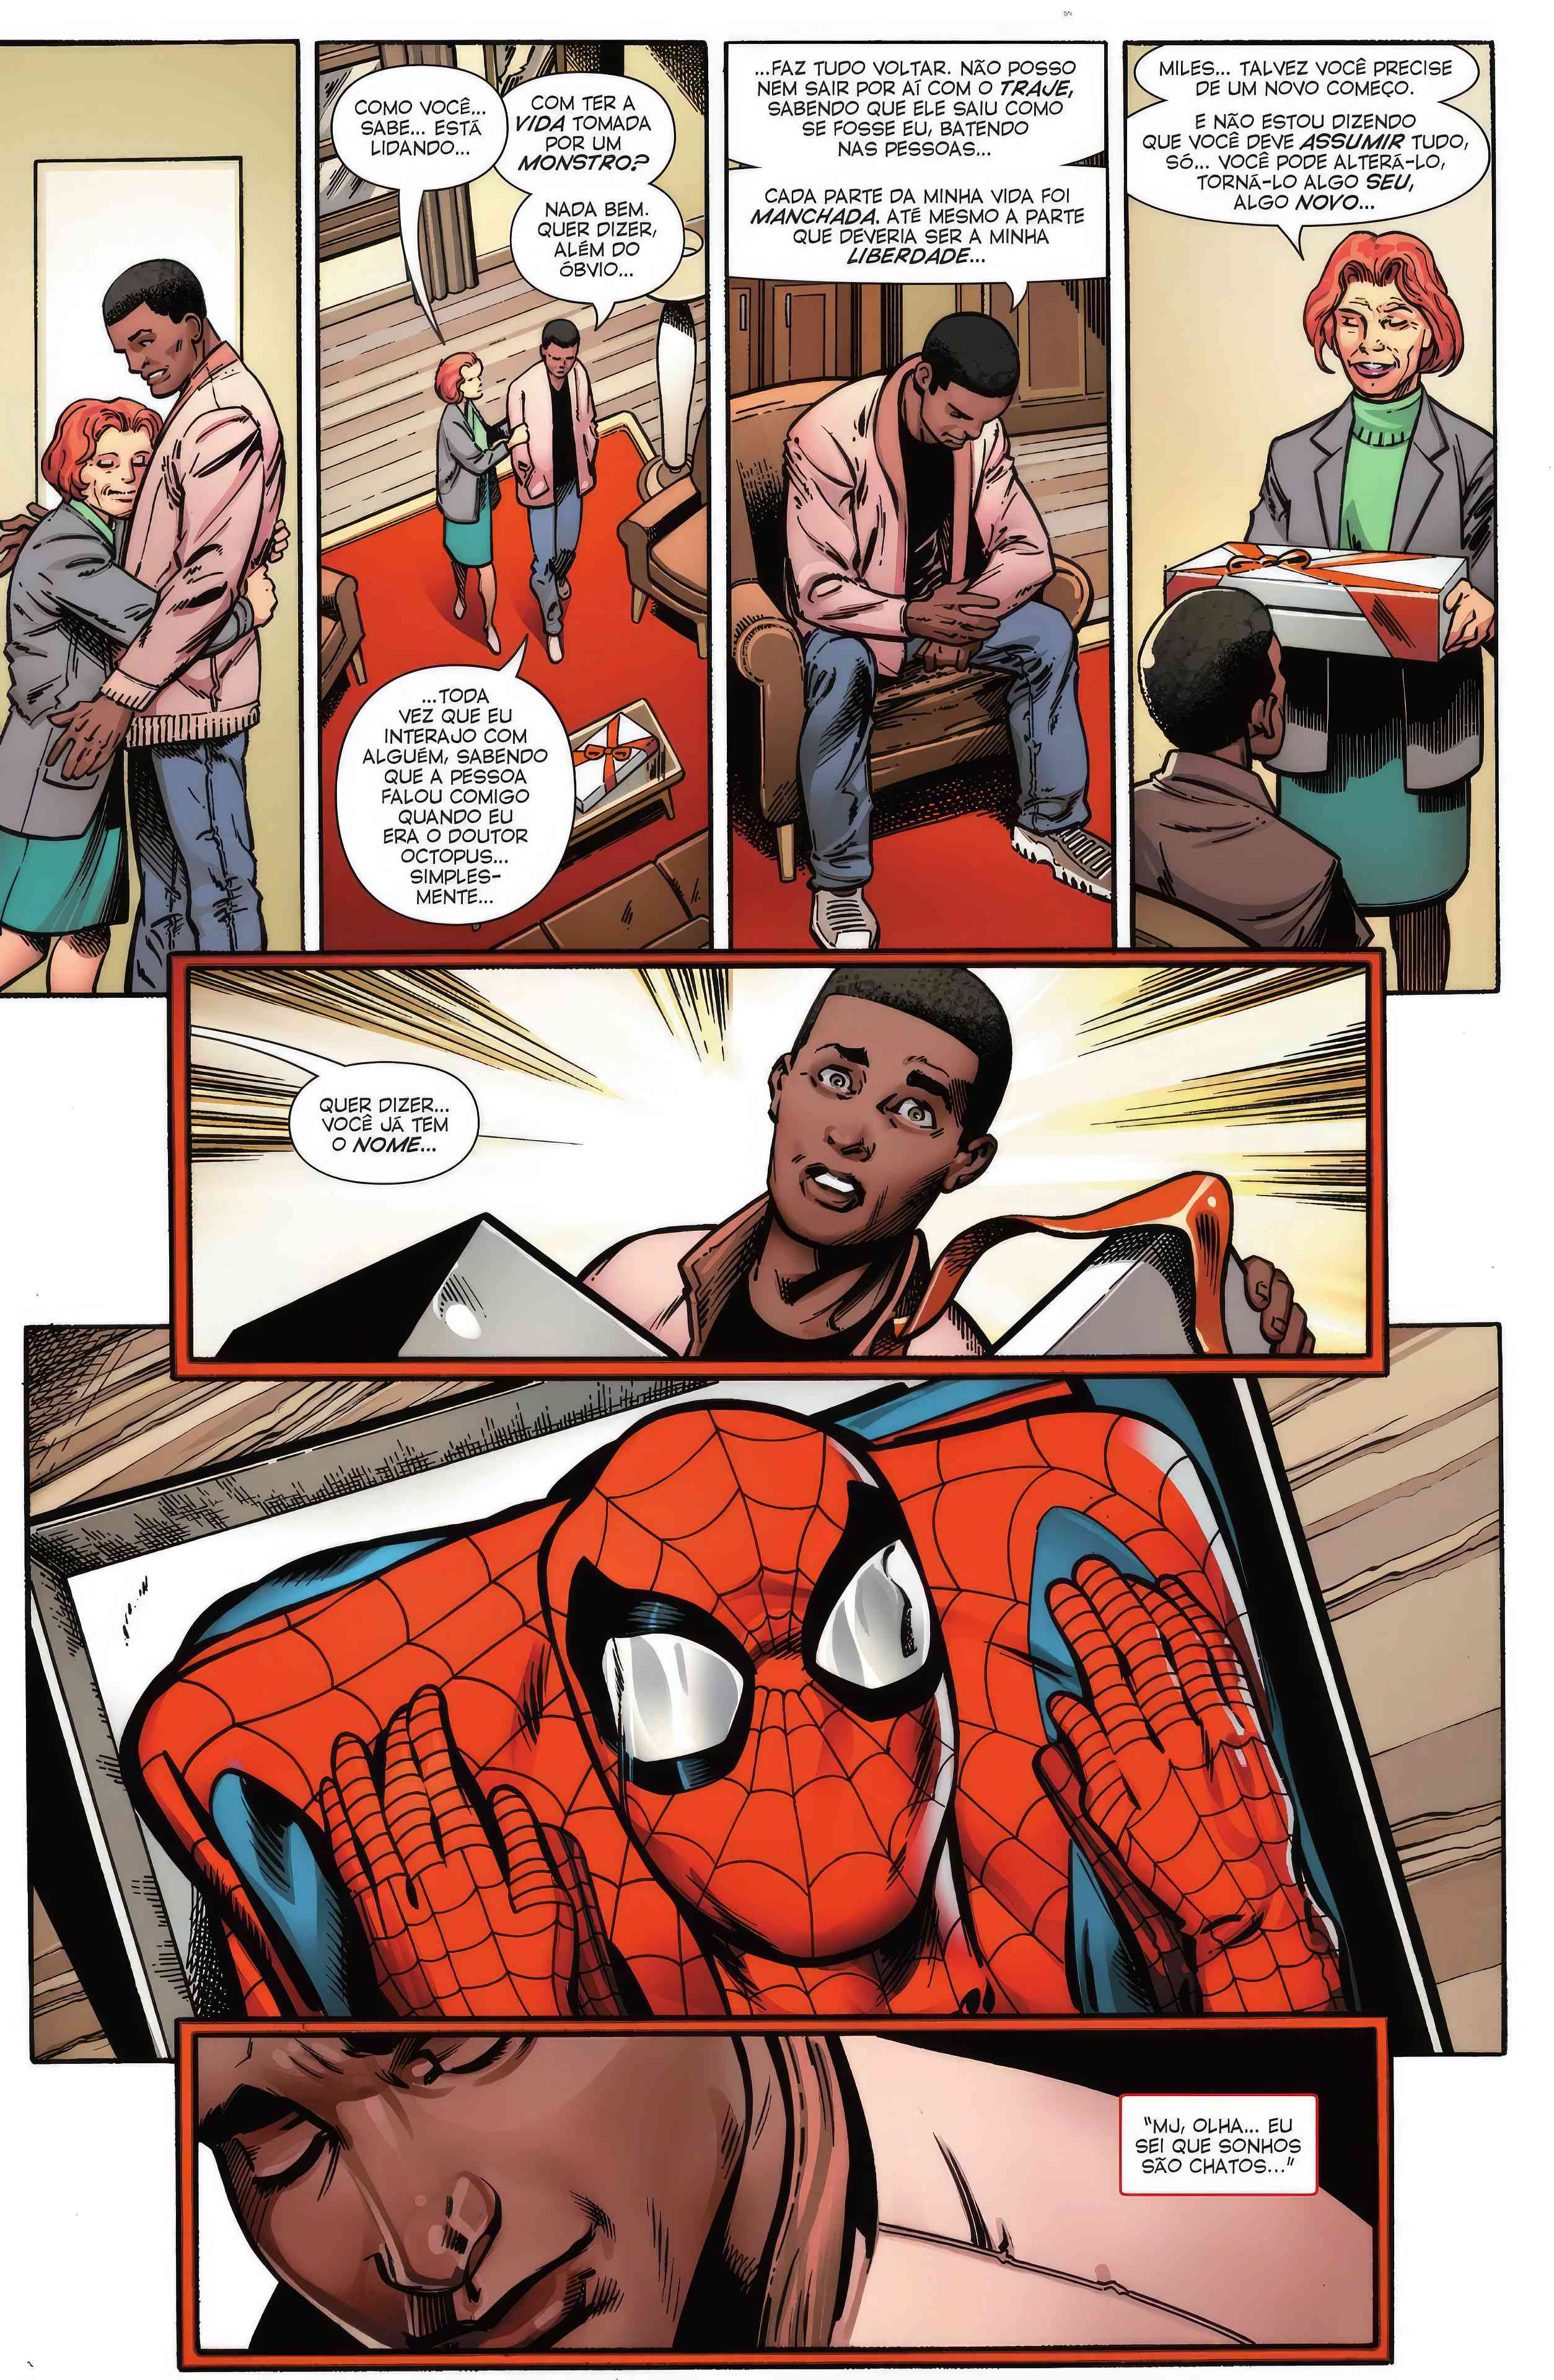 COMO VOCÊ...
SABE... ESTÁ
LIDANDO...
COM TER A
VIDA TOMADA
POR UM
MONSTRO?
NADA BEM.
QUER DIZER,
ALÉM DO
ÓBVIO...
...TODA
VEZ QUE EU
INTERAJO COM
ALGUÉM, SABENDO
QUE A PESSOA
FALOU COMIGO
QUANDO EU
ERA O DOUTOR
OCTOPUS...
SIMPLES-
MENTE...
...FAZ TUDO VOLTAR. NÃO POSSO
NEM SAIR POR AÍ COM O TRAJE,
SABENDO QUE ELE SAIU COMO
SE FOSSE EU, BATENDO
NAS PESSOAS...
CADA PARTE DA MINHA VIDA FOI
MANCHADA. ATÉ MESMO A PARTE
QUE DEVERIA SER A MINHA
LIBERDADE...
MILES... TALVEZ VOCÊ PRECISE
DE UM NOVO COMEÇO.
E NÃO ESTOU DIZENDO
QUE VOCÊ DEVE ASSUMIR TUDO,
SÓ... VOCÊ PODE ALTERÁ-LO,
TORNÁ-LO ALGO SEU,
ALGO NOVO...
QUER DIZER...
VOCÊ JÁ TEM
O NOME...
"MJ, OLHA... EU
SEI QUE SONHOS
SÃO CHATOS..."